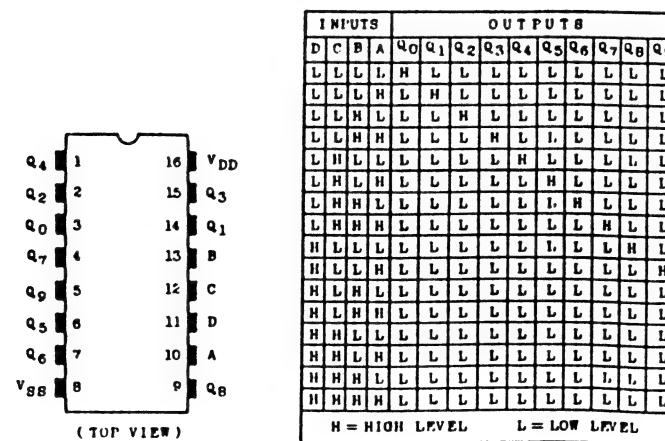 Q4 1 16 VDD
Q2 2 15 Q3
Q0 3 14 Q1
Q7 4 13 B
Q9 5 12 C
Q5 6 11 D
Q6 7 10 A
VSS 8 9 Q8
(TOP VIEW)
INPUTS OUTPUTS
D C B A Q0 Q1 Q2 Q3 Q4 Q5 Q6 Q7 Q8
L L L L H L L L L L L L L L
L L L H L H L L L L L L L L
L L H L L L H L L L L L L L
L L H H L L L H L L L L L L
L H L L L L L L H L L L L L
L H L H L L L L L H L L L L
L H H L L L L L L L H L L L
L H H H L L L L L L L H L L
H L L L L L L L L L L L H L
H L L H L L L L L L L L L H
H L H L L L L L L L L L L L
H L H H L L L L L L L L L L
H H L L L L L L L L L L L L
H H L H L L L L L L L L L L
H H H L L L L L L L L L L L
H H H H L L L L L L L L L L
H = HIGH LEVEL L = LOW LEVEL